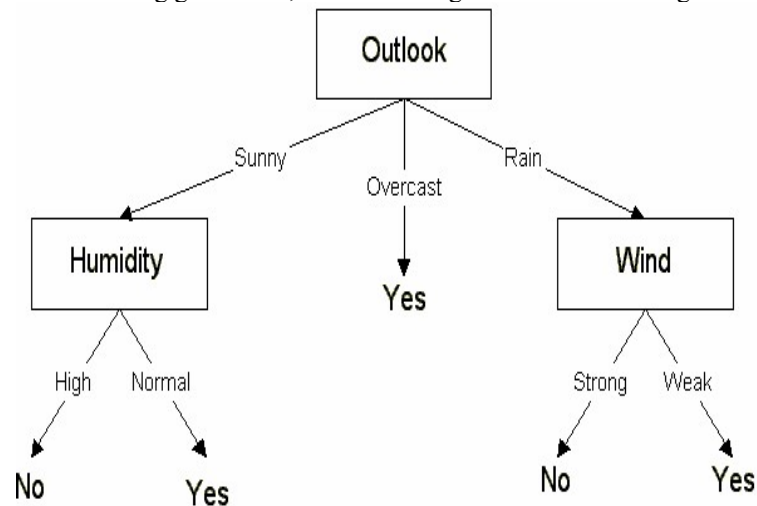 Outlook
Sunny
Rain
Overcast
Humidity
Wind
Yes
High
Normal
Strong
Weak
No
Yes
No
Yes